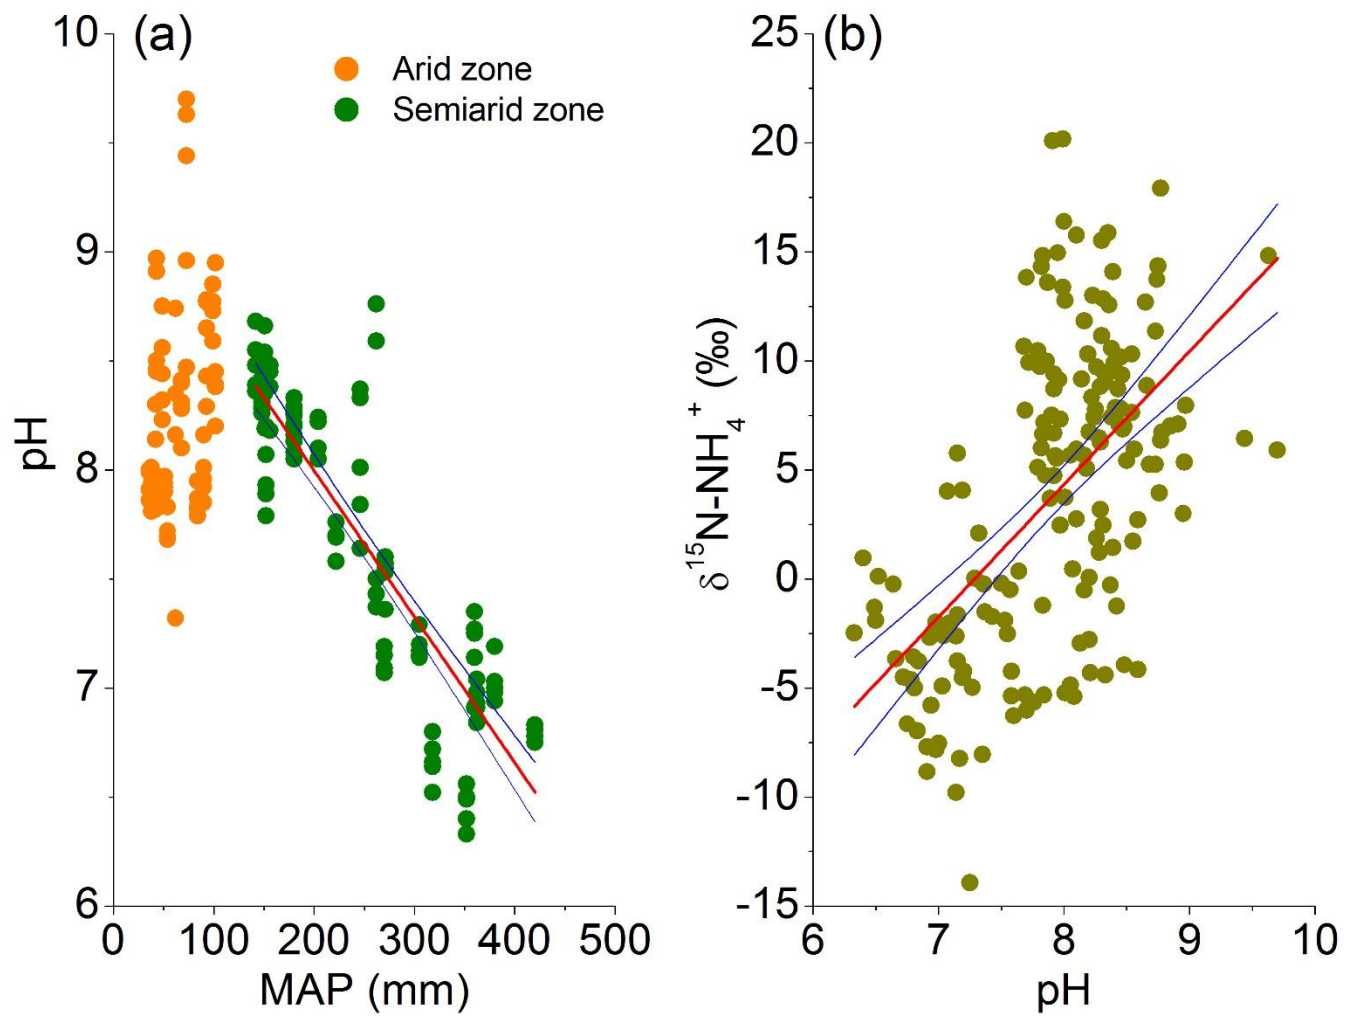 (a)
Arid zone
Semiarid zone
10
9
8
7
6
pH
0 100 200 300 400 500
MAP (mm)
(b)
25
20
15
10
5
0
-5
-10
-15
δ¹⁵N-NH₄⁺ (‰)
6 7 8 9 10
pH